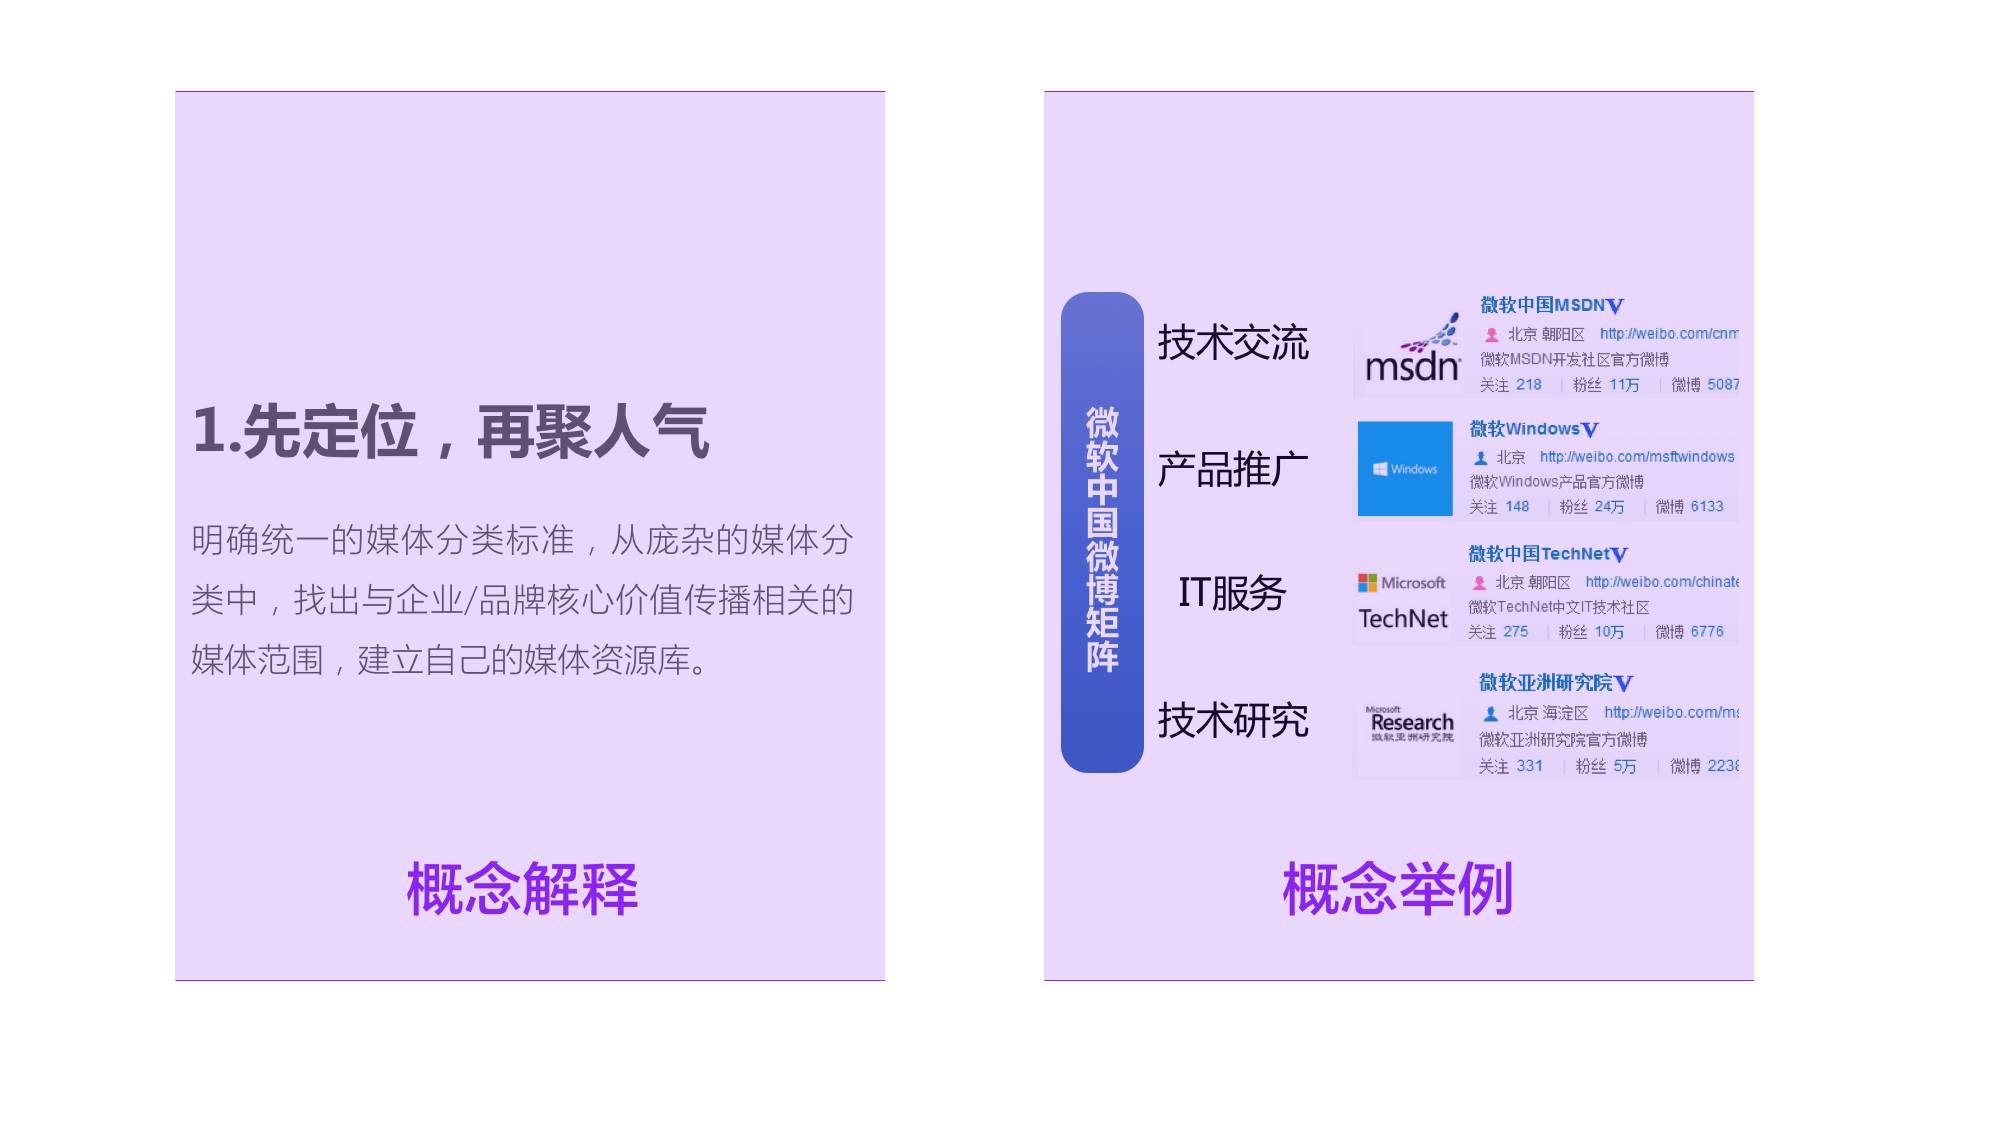 1.先定位，再聚人气
明确统一的媒体分类标准，从庞杂的媒体分
类中，找出与企业/品牌核心价值传播相关的
媒体范围，建立自己的媒体资源库。
概念解释
微软中国微博矩阵
技术交流
msdn
微软中国MSDN
北京 朝阳区 http://weibo.com/cnm
微软MSDN开发社区官方微博
关注 218 粉丝 11万 微博 5087
产品推广
Windows
微软Windows
北京 http://weibo.com/msftwindows
微软Windows产品官方微博
关注 148 粉丝 24万 微博 6133
IT服务
Microsoft
TechNet
微软中国TechNet
北京 朝阳区 http://weibo.com/chinate
微软TechNet中文IT技术社区
关注 275 粉丝 10万 微博 6776
技术研究
Microsoft
Research
微软亚洲研究院
微软亚洲研究院
北京 海淀区 http://weibo.com/ms
微软亚洲研究院官方微博
关注 331 粉丝 5万 微博 2238
概念举例